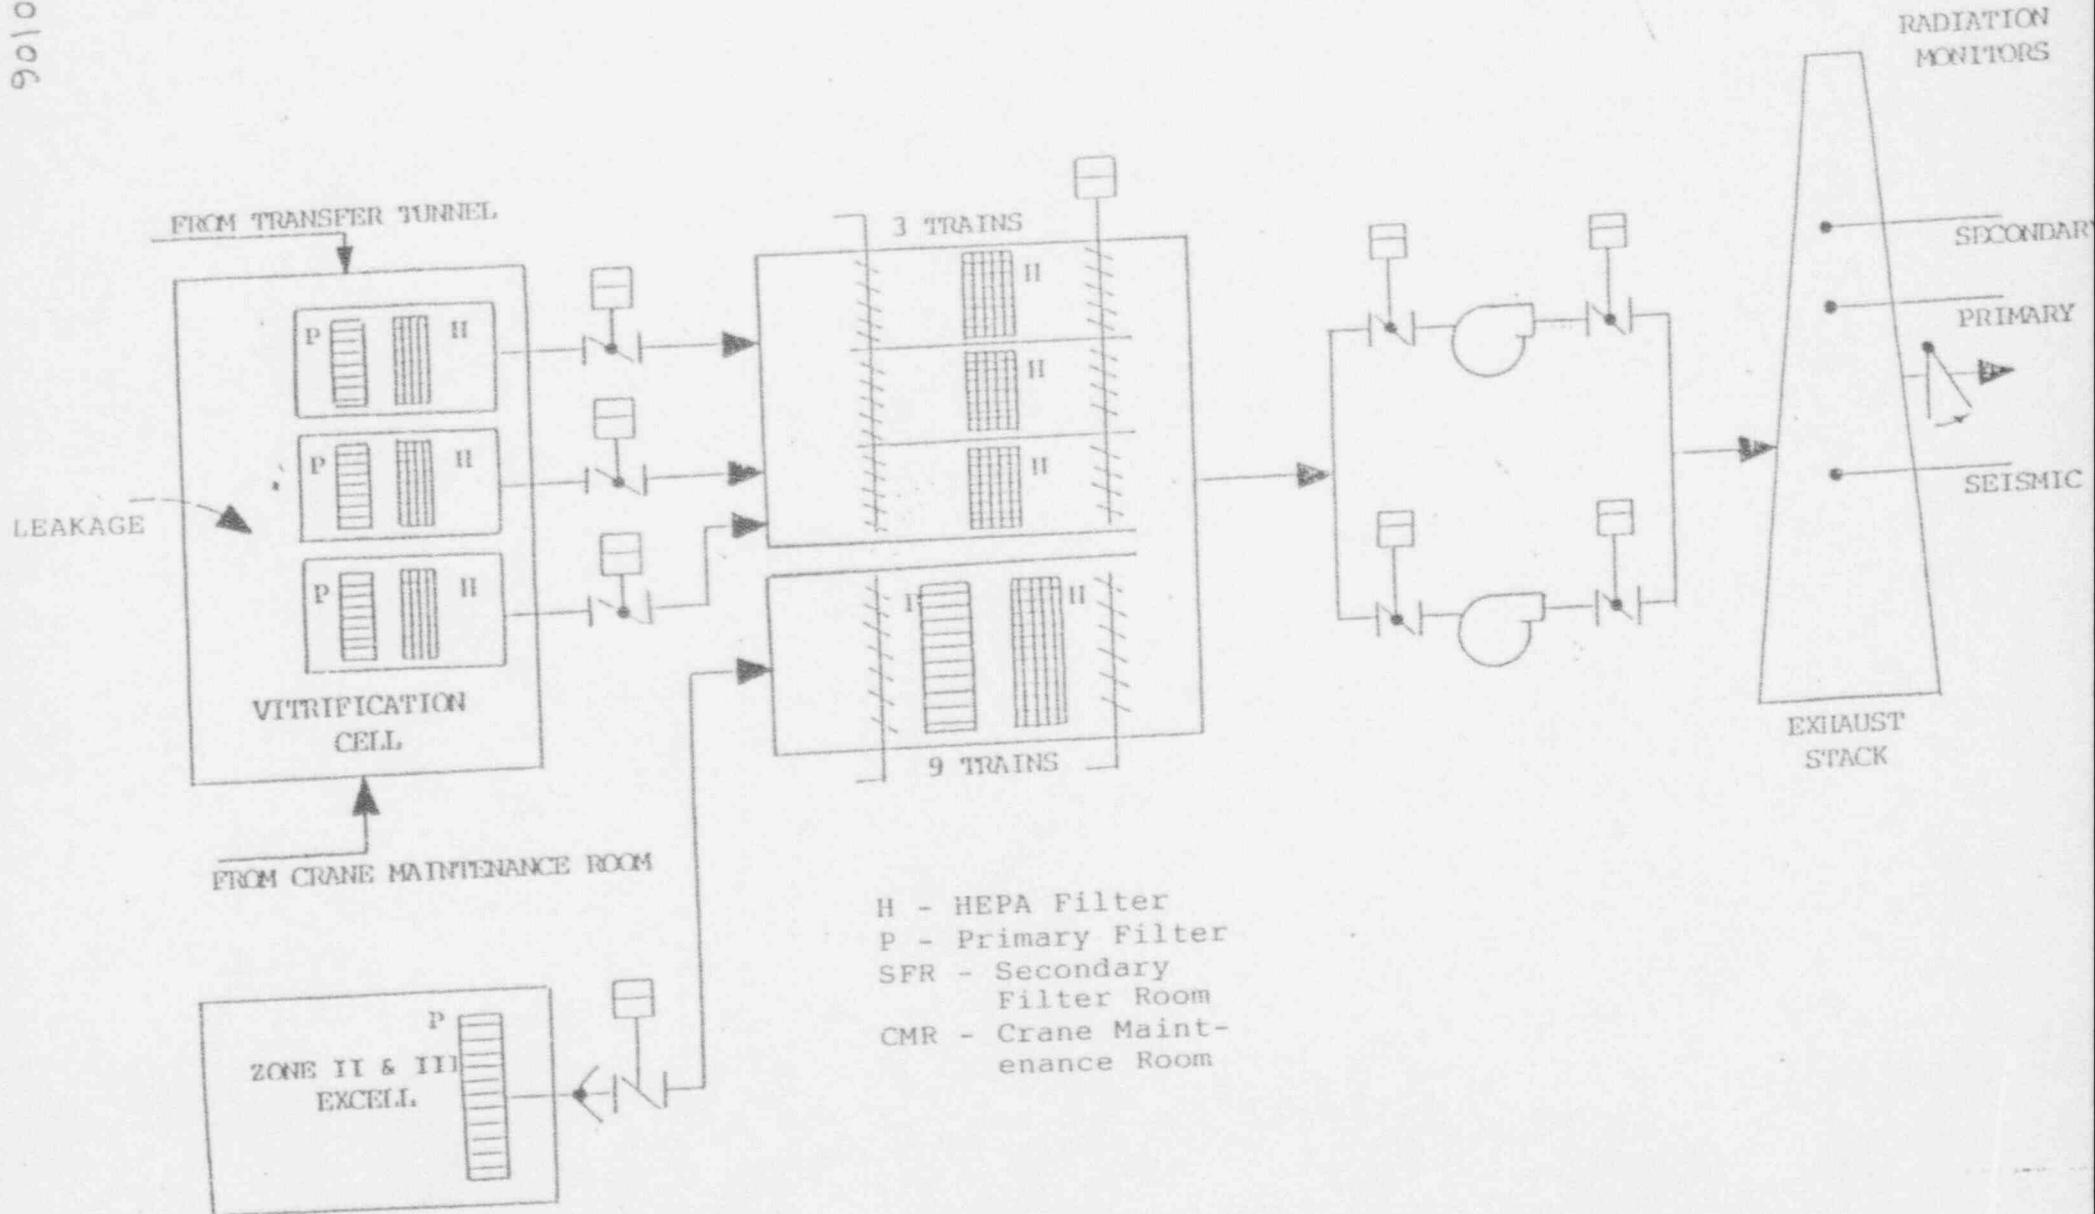 9010
RADIATION
MONITORS
FROM TRANSFER TUNNEL
3 TRAINS
SECONDARY
PRIMARY
SEISMIC
P H
P H
P H
H
H
H
LEAKAGE
VITRIFICATION
CELL
P H
9 TRAINS
EXHAUST
STACK
FROM CRANE MAINTENANCE ROOM
H - HEPA Filter
P - Primary Filter
SFR - Secondary
Filter Room
CMR - Crane Maint-
enance Room
P
ZONE II & III
EXCELL